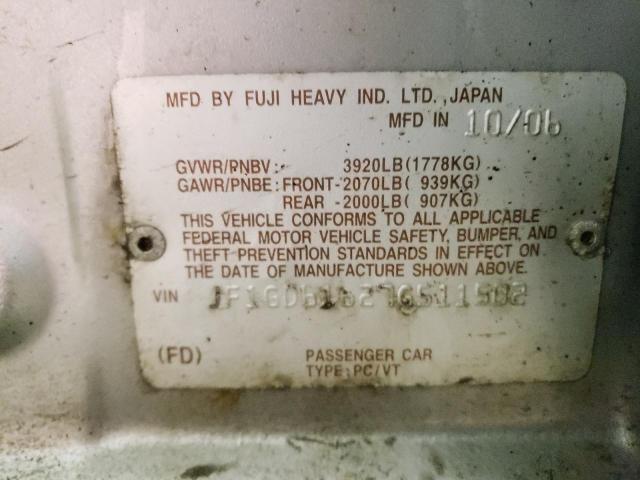 MFD BY FUJI HEAVY IND. LTD., JAPAN
MFD IN 10/06
GVWR/PNBV: 3920LB(1778KG)
GAWR/PNBE: FRONT-2070LB( 939KG)
REAR -2000LB( 907KG)
THIS VEHICLE CONFORMS TO ALL APPLICABLE
FEDERAL MOTOR VEHICLE SAFETY, BUMPER, AND
THEFT PREVENTION STANDARDS IN EFFECT ON
THE DATE OF MANUFACTURE SHOWN ABOVE.
VIN
(FD) PASSENGER CAR
TYPE:PC/VT